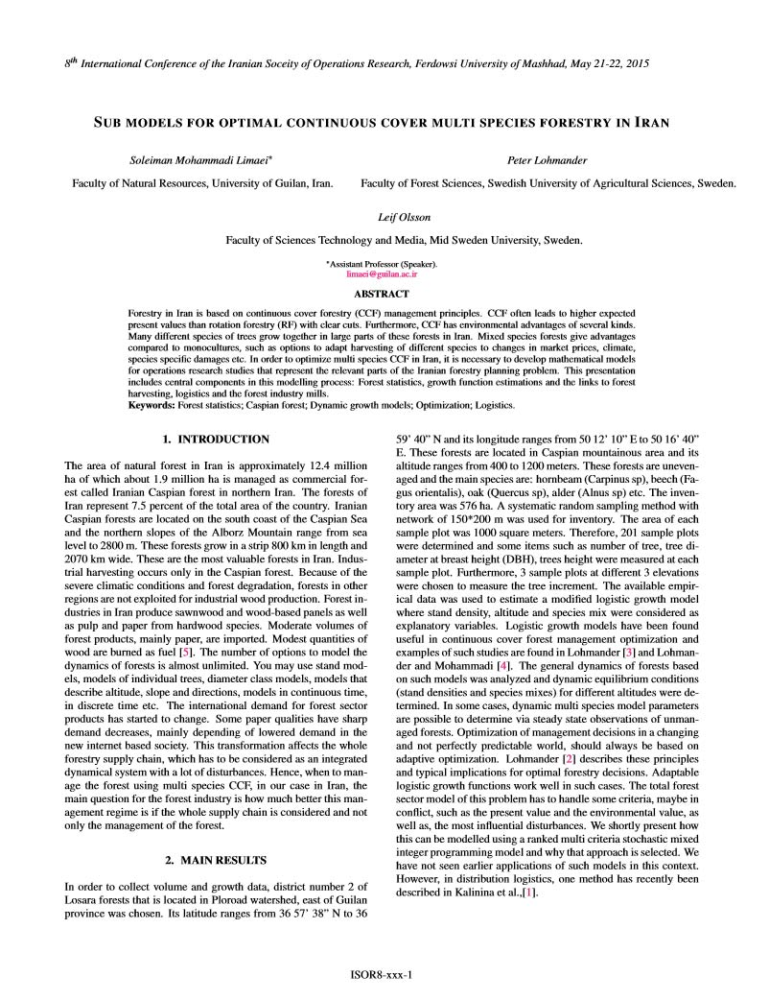 8th International Conference of the Iranian Soceity of Operations Research, Ferdowsi University of Mashhad, May 21-22, 2015
SUB MODELS FOR OPTIMAL CONTINUOUS COVER MULTI SPECIES FORESTRY IN IRAN
Soleiman Mohammadi Limaei*
Faculty of Natural Resources, University of Guilan, Iran.
Peter Lohmander
Faculty of Forest Sciences, Swedish University of Agricultural Sciences, Sweden.
Leif Olsson
Faculty of Sciences Technology and Media, Mid Sweden University, Sweden.
*Assistant Professor (Speaker).
limaei@guilan.ac.ir
ABSTRACT
Forestry in Iran is based on continuous cover forestry (CCF) management principles. CCF often leads to higher expected
present values than rotation forestry (RF) with clear cuts. Furthermore, CCF has environmental advantages of several kinds.
Many different species of trees grow together in large parts of these forests in Iran. Mixed species forests give advantages
compared to monocultures, such as options to adapt harvesting of different species to changes in market prices, climate,
species specific damages etc. In order to optimize multi species CCF in Iran, it is necessary to develop mathematical models
for operations research studies that represent the relevant parts of the Iranian forestry planning problem. This presentation
includes central components in this modelling process: Forest statistics, growth function estimations and the links to forest
harvesting, logistics and the forest industry mills.
Keywords: Forest statistics; Caspian forest; Dynamic growth models; Optimization; Logistics.
1. INTRODUCTION
The area of natural forest in Iran is approximately 12.4 million
ha of which about 1.9 million ha is managed as commercial for-
est called Iranian Caspian forest in northern Iran. The forests of
Iran represent 7.5 percent of the total area of the country. Iranian
Caspian forests are located on the south coast of the Caspian Sea
and the northern slopes of the Alborz Mountain range from sea
level to 2800 m. These forests grow in a strip 800 km in length and
2070 km wide. These are the most valuable forests in Iran. Indus-
trial harvesting occurs only in the Caspian forest. Because of the
severe climatic conditions and forest degradation, forests in other
regions are not exploited for industrial wood production. Forest in-
dustries in Iran produce sawnwood and wood-based panels as well
as pulp and paper from hardwood species. Moderate volumes of
forest products, mainly paper, are imported. Modest quantities of
wood are burned as fuel [5]. The number of options to model the
dynamics of forests is almost unlimited. You may use stand mod-
els, models of individual trees, diameter class models, models that
describe altitude, slope and directions, models in continuous time,
in discrete time etc. The international demand for forest sector
products has started to change. Some paper qualities have sharp
demand decreases, mainly depending of lowered demand in the
new internet based society. This transformation affects the whole
forestry supply chain, which has to be considered as an integrated
dynamical system with a lot of disturbances. Hence, when to man-
age the forest using multi species CCF, in our case in Iran, the
main question for the forest industry is how much better this man-
agement regime is if the whole supply chain is considered and not
only the management of the forest.
2. MAIN RESULTS
In order to collect volume and growth data, district number 2 of
Losara forests that is located in Ploroad watershed, east of Guilan
province was chosen. Its latitude ranges from 36 57’ 38” N to 36
59’ 40” N and its longitude ranges from 50 12’ 10” E to 50 16’ 40”
E. These forests are located in Caspian mountainous area and its
altitude ranges from 400 to 1200 meters. These forests are uneven-
aged and the main species are: hornbeam (Carpinus sp), beech (Fa-
gus orientalis), oak (Quercus sp), alder (Alnus sp) etc. The inven-
tory area was 576 ha. A systematic random sampling method with
network of 150*200 m was used for inventory. The area of each
sample plot was 1000 square meters. Therefore, 201 sample plots
were determined and some items such as number of tree, tree di-
ameter at breast height (DBH), trees height were measured at each
sample plot. Furthermore, 3 sample plots at different 3 elevations
were chosen to measure the tree increment. The available empir-
ical data was used to estimate a modified logistic growth model
where stand density, altitude and species mix were considered as
explanatory variables. Logistic growth models have been found
useful in continuous cover forest management optimization and
examples of such studies are found in Lohmander [3] and Lohman-
der and Mohammadi [4]. The general dynamics of forests based
on such models was analyzed and dynamic equilibrium conditions
(stand densities and species mixes) for different altitudes were de-
termined. In some cases, dynamic multi species model parameters
are possible to determine via steady state observations of unman-
aged forests. Optimization of management decisions in a changing
and not perfectly predictable world, should always be based on
adaptive optimization. Lohmander [2] describes these principles
and typical implications for optimal forestry decisions. Adaptable
logistic growth functions work well in such cases. The total forest
sector model of this problem has to handle some criteria, maybe in
conflict, such as the present value and the environmental value, as
well as, the most influential disturbances. We shortly present how
this can be modelled using a ranked multi criteria stochastic mixed
integer programming model and why that approach is selected. We
have not seen earlier applications of such models in this context.
However, in distribution logistics, one method has recently been
described in Kalinina et al.,[1].
ISOR8-xxx-1